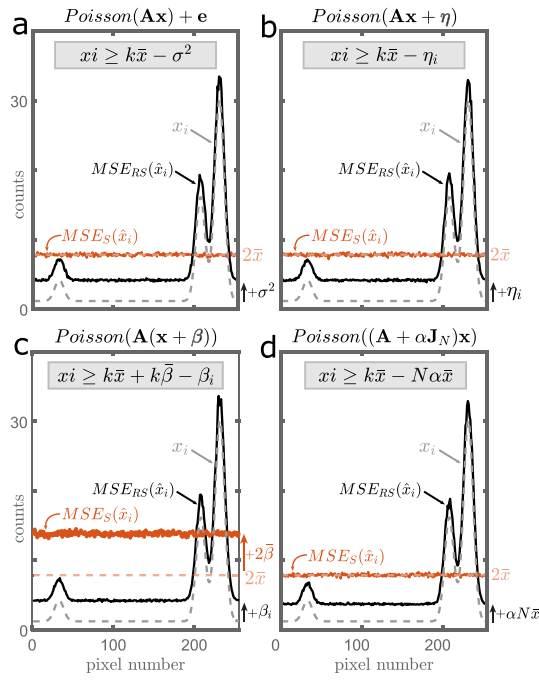 a
Poisson(Ax) + e
xi ≥ kx̄ − σ²
30
x_i
MSE_RS(x̂_i)
MSE_S(x̂_i)
2x̄
+σ²
counts
0
b
Poisson(Ax + η)
xi ≥ kx̄ − η_i
x_i
MSE_RS(x̂_i)
MSE_S(x̂_i)
2x̄
+η_i
c
Poisson(A(x + β))
xi ≥ kx̄ + kβ̄ − β_i
30
x_i
MSE_RS(x̂_i)
MSE_S(x̂_i)
+2β̄
2x̄
+β_i
counts
0
0 100 200
pixel number
d
Poisson((A + αJ_N)x)
xi ≥ kx̄ − Nαx̄
x_i
MSE_RS(x̂_i)
MSE_S(x̂_i)
2x̄
+αNx̄
0 100 200
pixel number